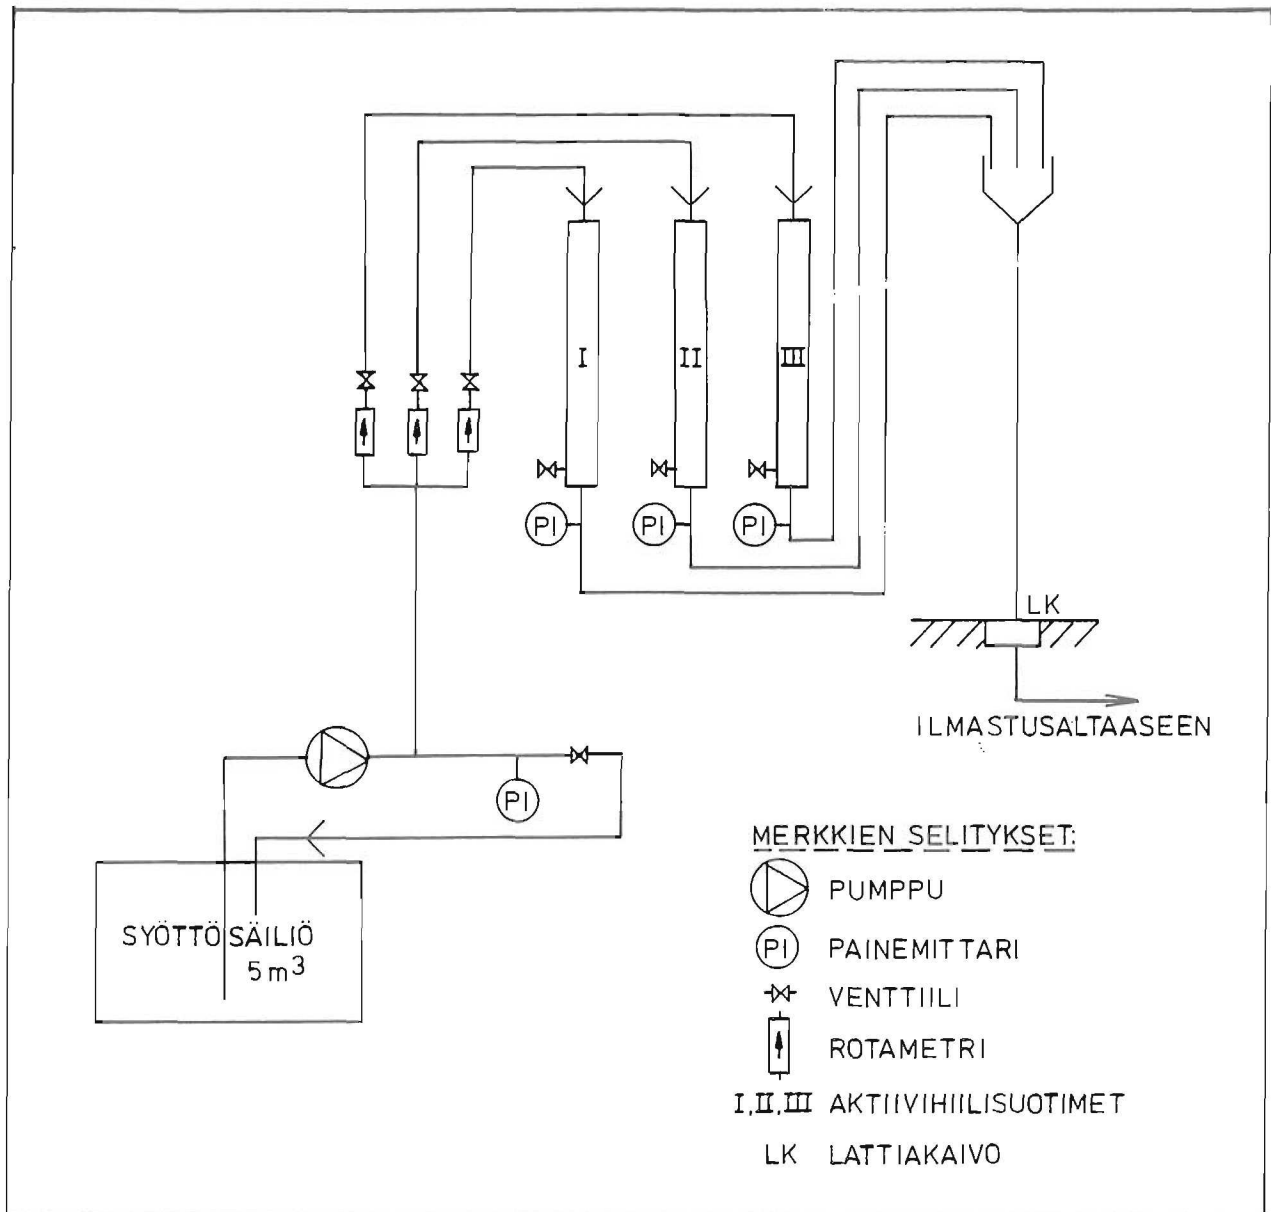 I
II
III
PI
PI
PI
LK
ILMASTUSALTAASEEN
PI
SYÖTTÖSÄILIÖ
5 m³
MERKKIEN SELITYKSET:
PUMPPU
PI PAINEMITTARI
VENTTIILI
ROTAMETRI
I,II,III AKTIIVIHIILISUOTIMET
LK LATTIAKAIVO